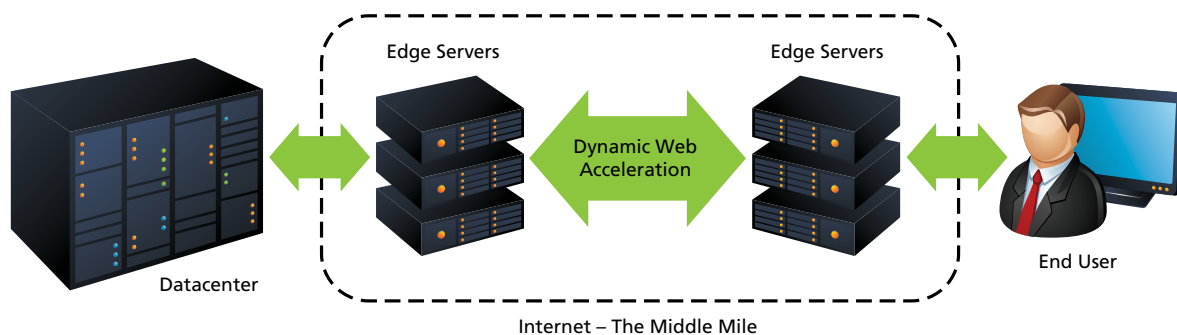 Edge Servers
Edge Servers
Dynamic Web
Acceleration
Datacenter
End User
Internet – The Middle Mile